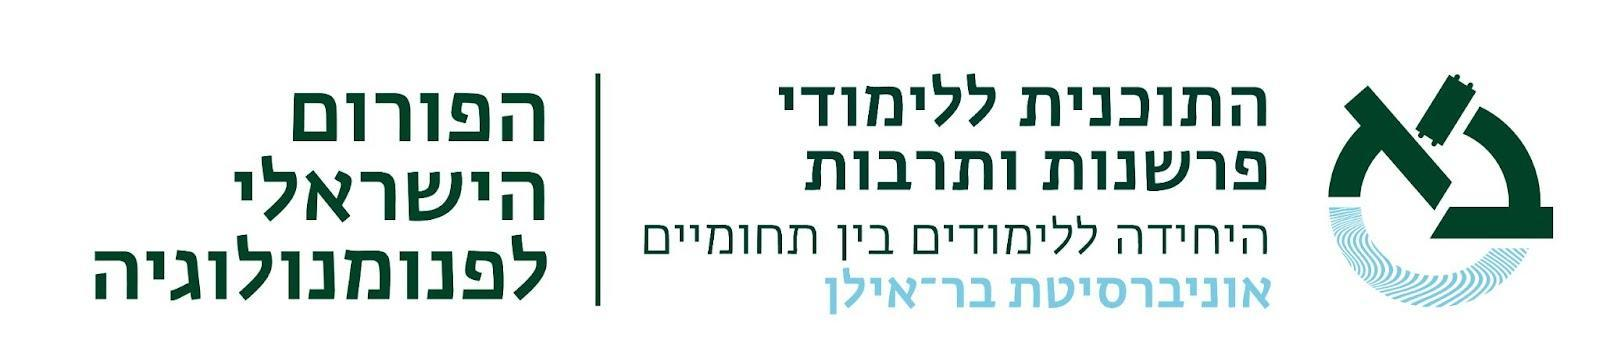 התוכנית ללימודי
פרשנות ותרבות
היחידה ללימודים בין תחומיים
אוניברסיטת בר־אילן
הפורום
הישראלי
לפנומנולוגיה